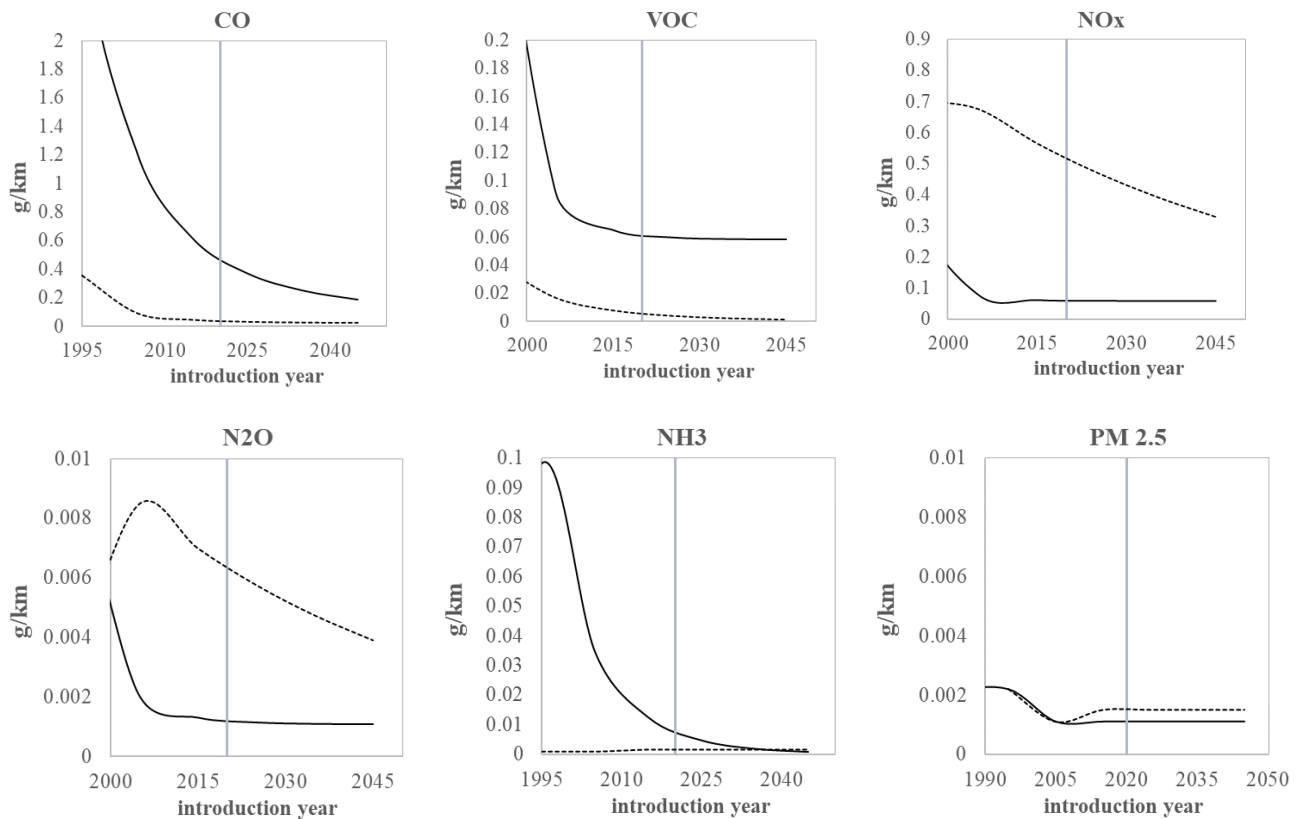 CO
2
1.8
1.6
1.4
1.2
1
0.8
0.6
0.4
0.2
0
g/km
1995 2010 2025 2040
introduction year
VOC
0.2
0.18
0.16
0.14
0.12
0.1
0.08
0.06
0.04
0.02
0
g/km
2000 2015 2030 2045
introduction year
NOx
0.9
0.8
0.7
0.6
0.5
0.4
0.3
0.2
0.1
0
g/km
2000 2015 2030 2045
introduction year
N2O
0.01
0.008
0.006
0.004
0.002
0
g/km
2000 2015 2030 2045
introduction year
NH3
0.1
0.09
0.08
0.07
0.06
0.05
0.04
0.03
0.02
0.01
0
g/km
1995 2010 2025 2040
introduction year
PM 2.5
0.01
0.008
0.006
0.004
0.002
0
g/km
1990 2005 2020 2035 2050
introduction year